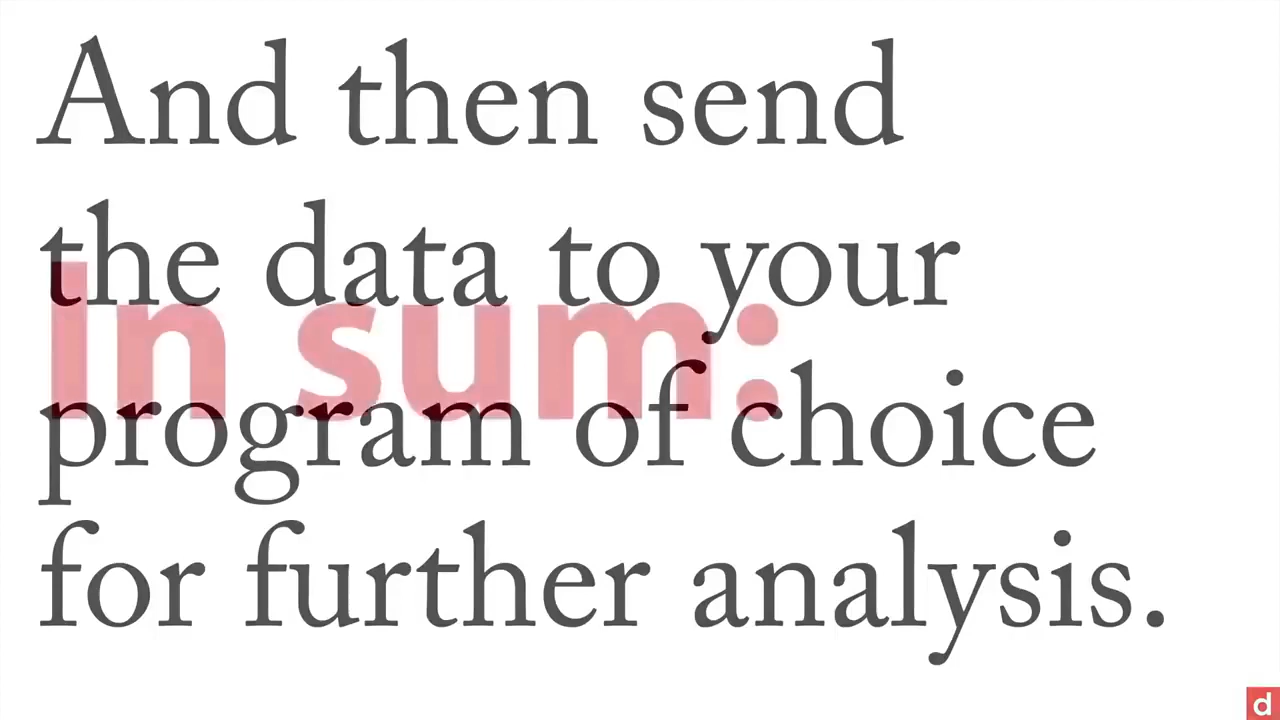 And then send
the data to your
In sum:
program of choice
for further analysis.
d